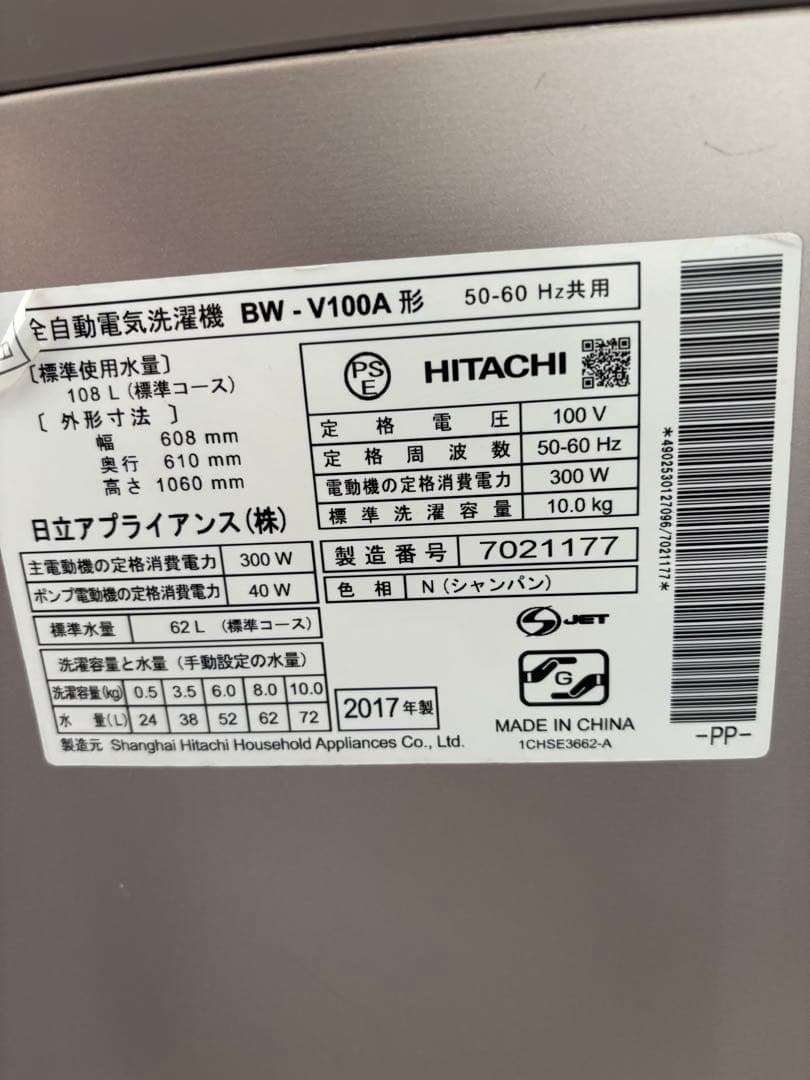 全自動電気洗濯機 BW-V100A 形 50-60 Hz共用
[標準使用水量]
108 L (標準コース)
[ 外形寸法 ]
幅 608 mm
奥行 610 mm
高さ 1060 mm
日立アプライアンス(株)
PS
E
HITACHI
定格電圧 100 V
定格周波数 50-60 Hz
電動機の定格消費電力 300 W
標準洗濯容量 10.0 kg
主電動機の定格消費電力 300 W
ポンプ電動機の定格消費電力 40 W
製造番号 7021177
色相 N (シャンパン)
標準水量 62 L (標準コース)
洗濯容量と水量 (手動設定の水量)
洗濯容量(kg) 0.5 3.5 6.0 8.0 10.0
水量(L) 24 38 52 62 72
2017年製
製造元 Shanghai Hitachi Household Appliances Co., Ltd.
S JET
G
MADE IN CHINA
1CHSE3662-A
*4902530127096/7021177*
-PP-